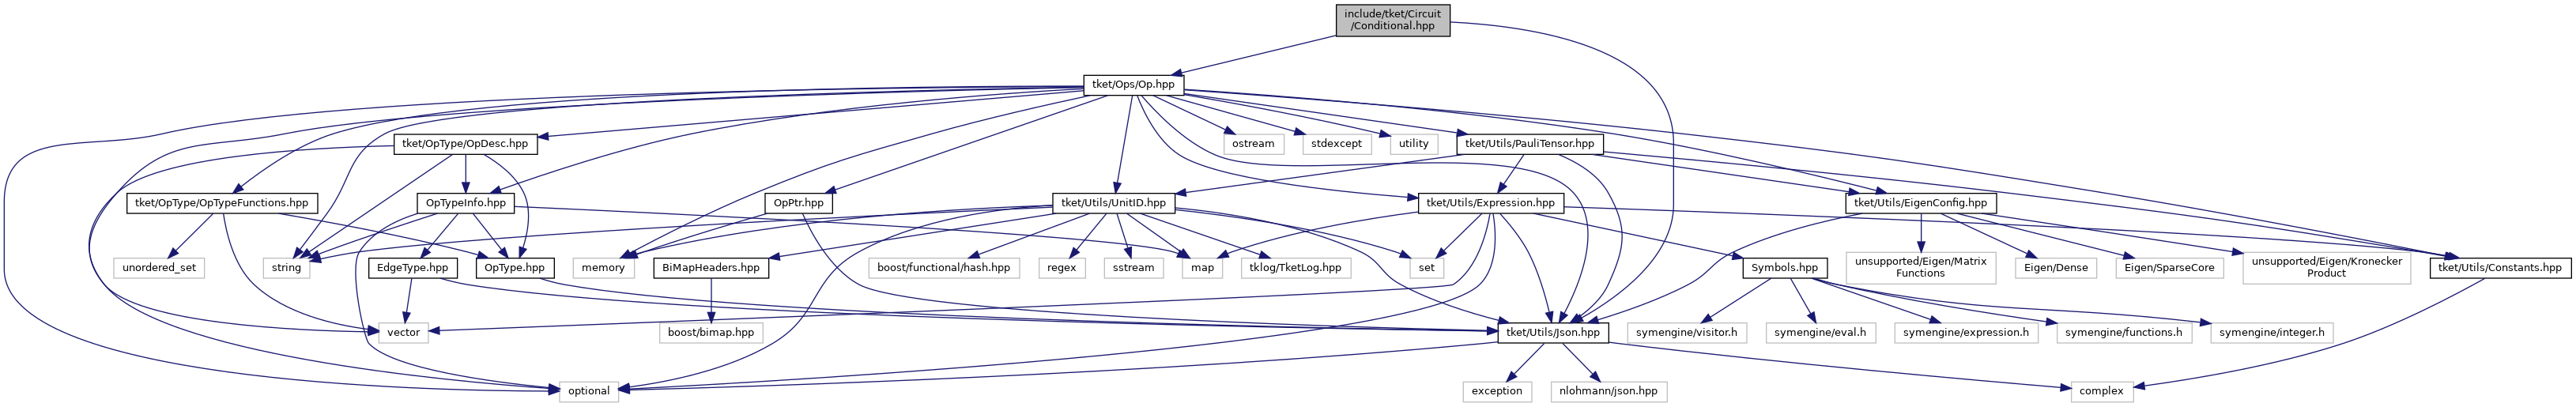 include/tket/Circuit
/Conditional.hpp
tket/Ops/Op.hpp
tket/OpType/OpDesc.hpp
ostream
stdexcept
utility
tket/Utils/PauliTensor.hpp
tket/OpType/OpTypeFunctions.hpp
OpTypeInfo.hpp
OpPtr.hpp
tket/Utils/UnitID.hpp
tket/Utils/Expression.hpp
tket/Utils/EigenConfig.hpp
unordered_set
string
EdgeType.hpp
OpType.hpp
memory
BiMapHeaders.hpp
boost/functional/hash.hpp
regex
sstream
map
tklog/TketLog.hpp
set
Symbols.hpp
unsupported/Eigen/Matrix
Functions
Eigen/Dense
Eigen/SparseCore
unsupported/Eigen/Kronecker
Product
tket/Utils/Constants.hpp
vector
boost/bimap.hpp
tket/Utils/Json.hpp
symengine/visitor.h
symengine/eval.h
symengine/expression.h
symengine/functions.h
symengine/integer.h
optional
exception
nlohmann/json.hpp
complex